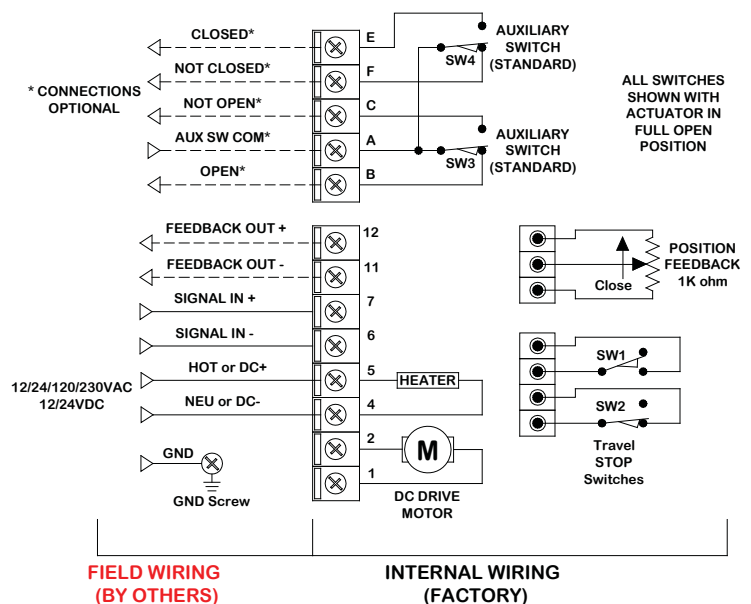 CLOSED*
E
NOT CLOSED*
F
* CONNECTIONS
OPTIONAL
NOT OPEN*
C
AUX SW COM*
A
OPEN*
B
SW4
AUXILIARY
SWITCH
(STANDARD)
SW3
AUXILIARY
SWITCH
(STANDARD)
ALL SWITCHES
SHOWN WITH
ACTUATOR IN
FULL OPEN
POSITION
FEEDBACK OUT +
12
FEEDBACK OUT -
11
SIGNAL IN +
7
SIGNAL IN -
6
HOT or DC+
5
HEATER
12/24/120/230VAC
12/24VDC
NEU or DC-
4
2
M
GND
1
GND Screw
DC DRIVE
MOTOR
Close
POSITION
FEEDBACK
1K ohm
SW1
SW2
Travel
STOP
Switches
FIELD WIRING
(BY OTHERS)
INTERNAL WIRING
(FACTORY)